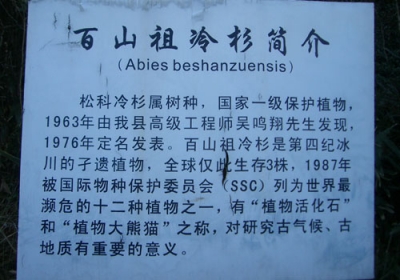 百山祖冷杉简介
(Abies beshanzuensis)
松科冷杉属树种，国家一级保护植物，
1963年由我县高级工程师吴鸣翔先生发现，
1976年定名发表。百山祖冷杉是第四纪冰
川的孑遗植物，全球仅此生存3株，1987年
被国际物种保护委员会（SSC）列为世界最
濒危的十二种植物之一，有“植物活化石”
和“植物大熊猫”之称，对研究古气候、古
地质有重要的意义。